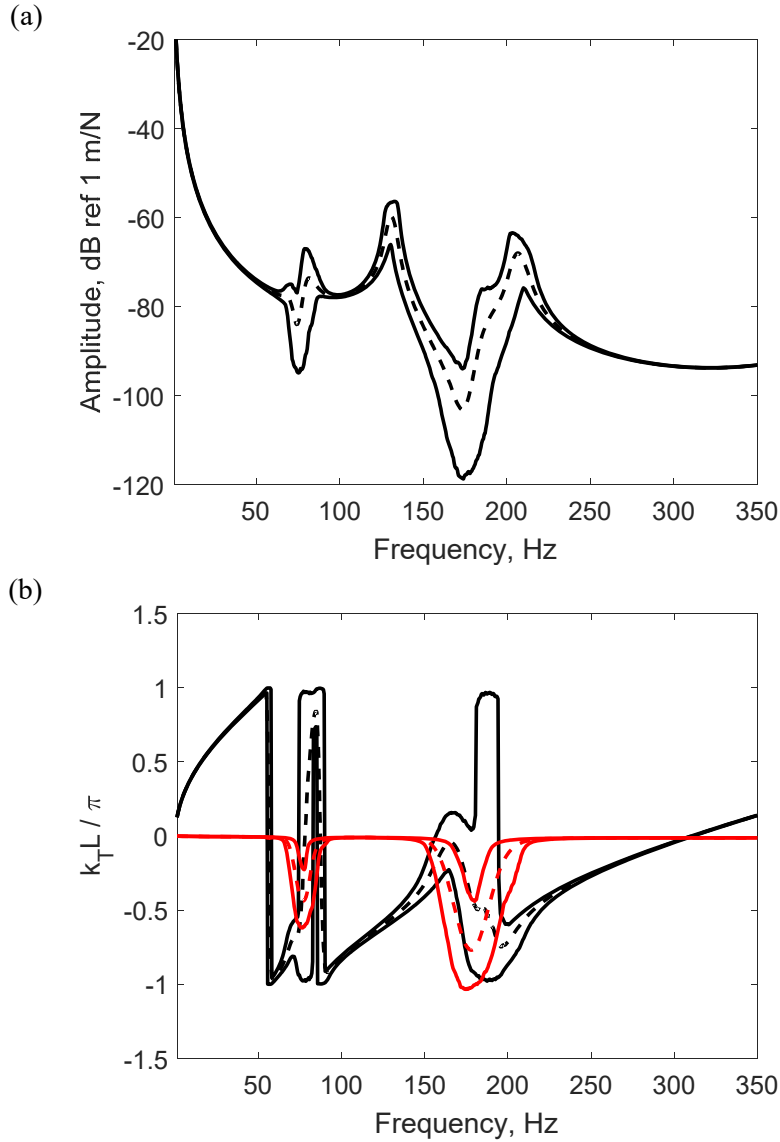 (a)
-20
-40
-60
-80
-100
-120
Amplitude, dB ref 1 m/N
50 100 150 200 250 300 350
Frequency, Hz
(b)
1.5
1
0.5
0
-0.5
-1
-1.5
k_T L / π
50 100 150 200 250 300 350
Frequency, Hz